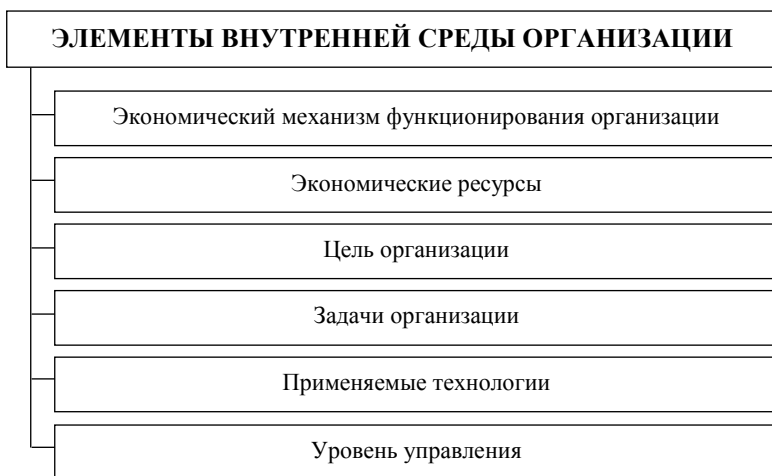 ЭЛЕМЕНТЫ ВНУТРЕННЕЙ СРЕДЫ ОРГАНИЗАЦИИ
Экономический механизм функционирования организации
Экономические ресурсы
Цель организации
Задачи организации
Применяемые технологии
Уровень управления